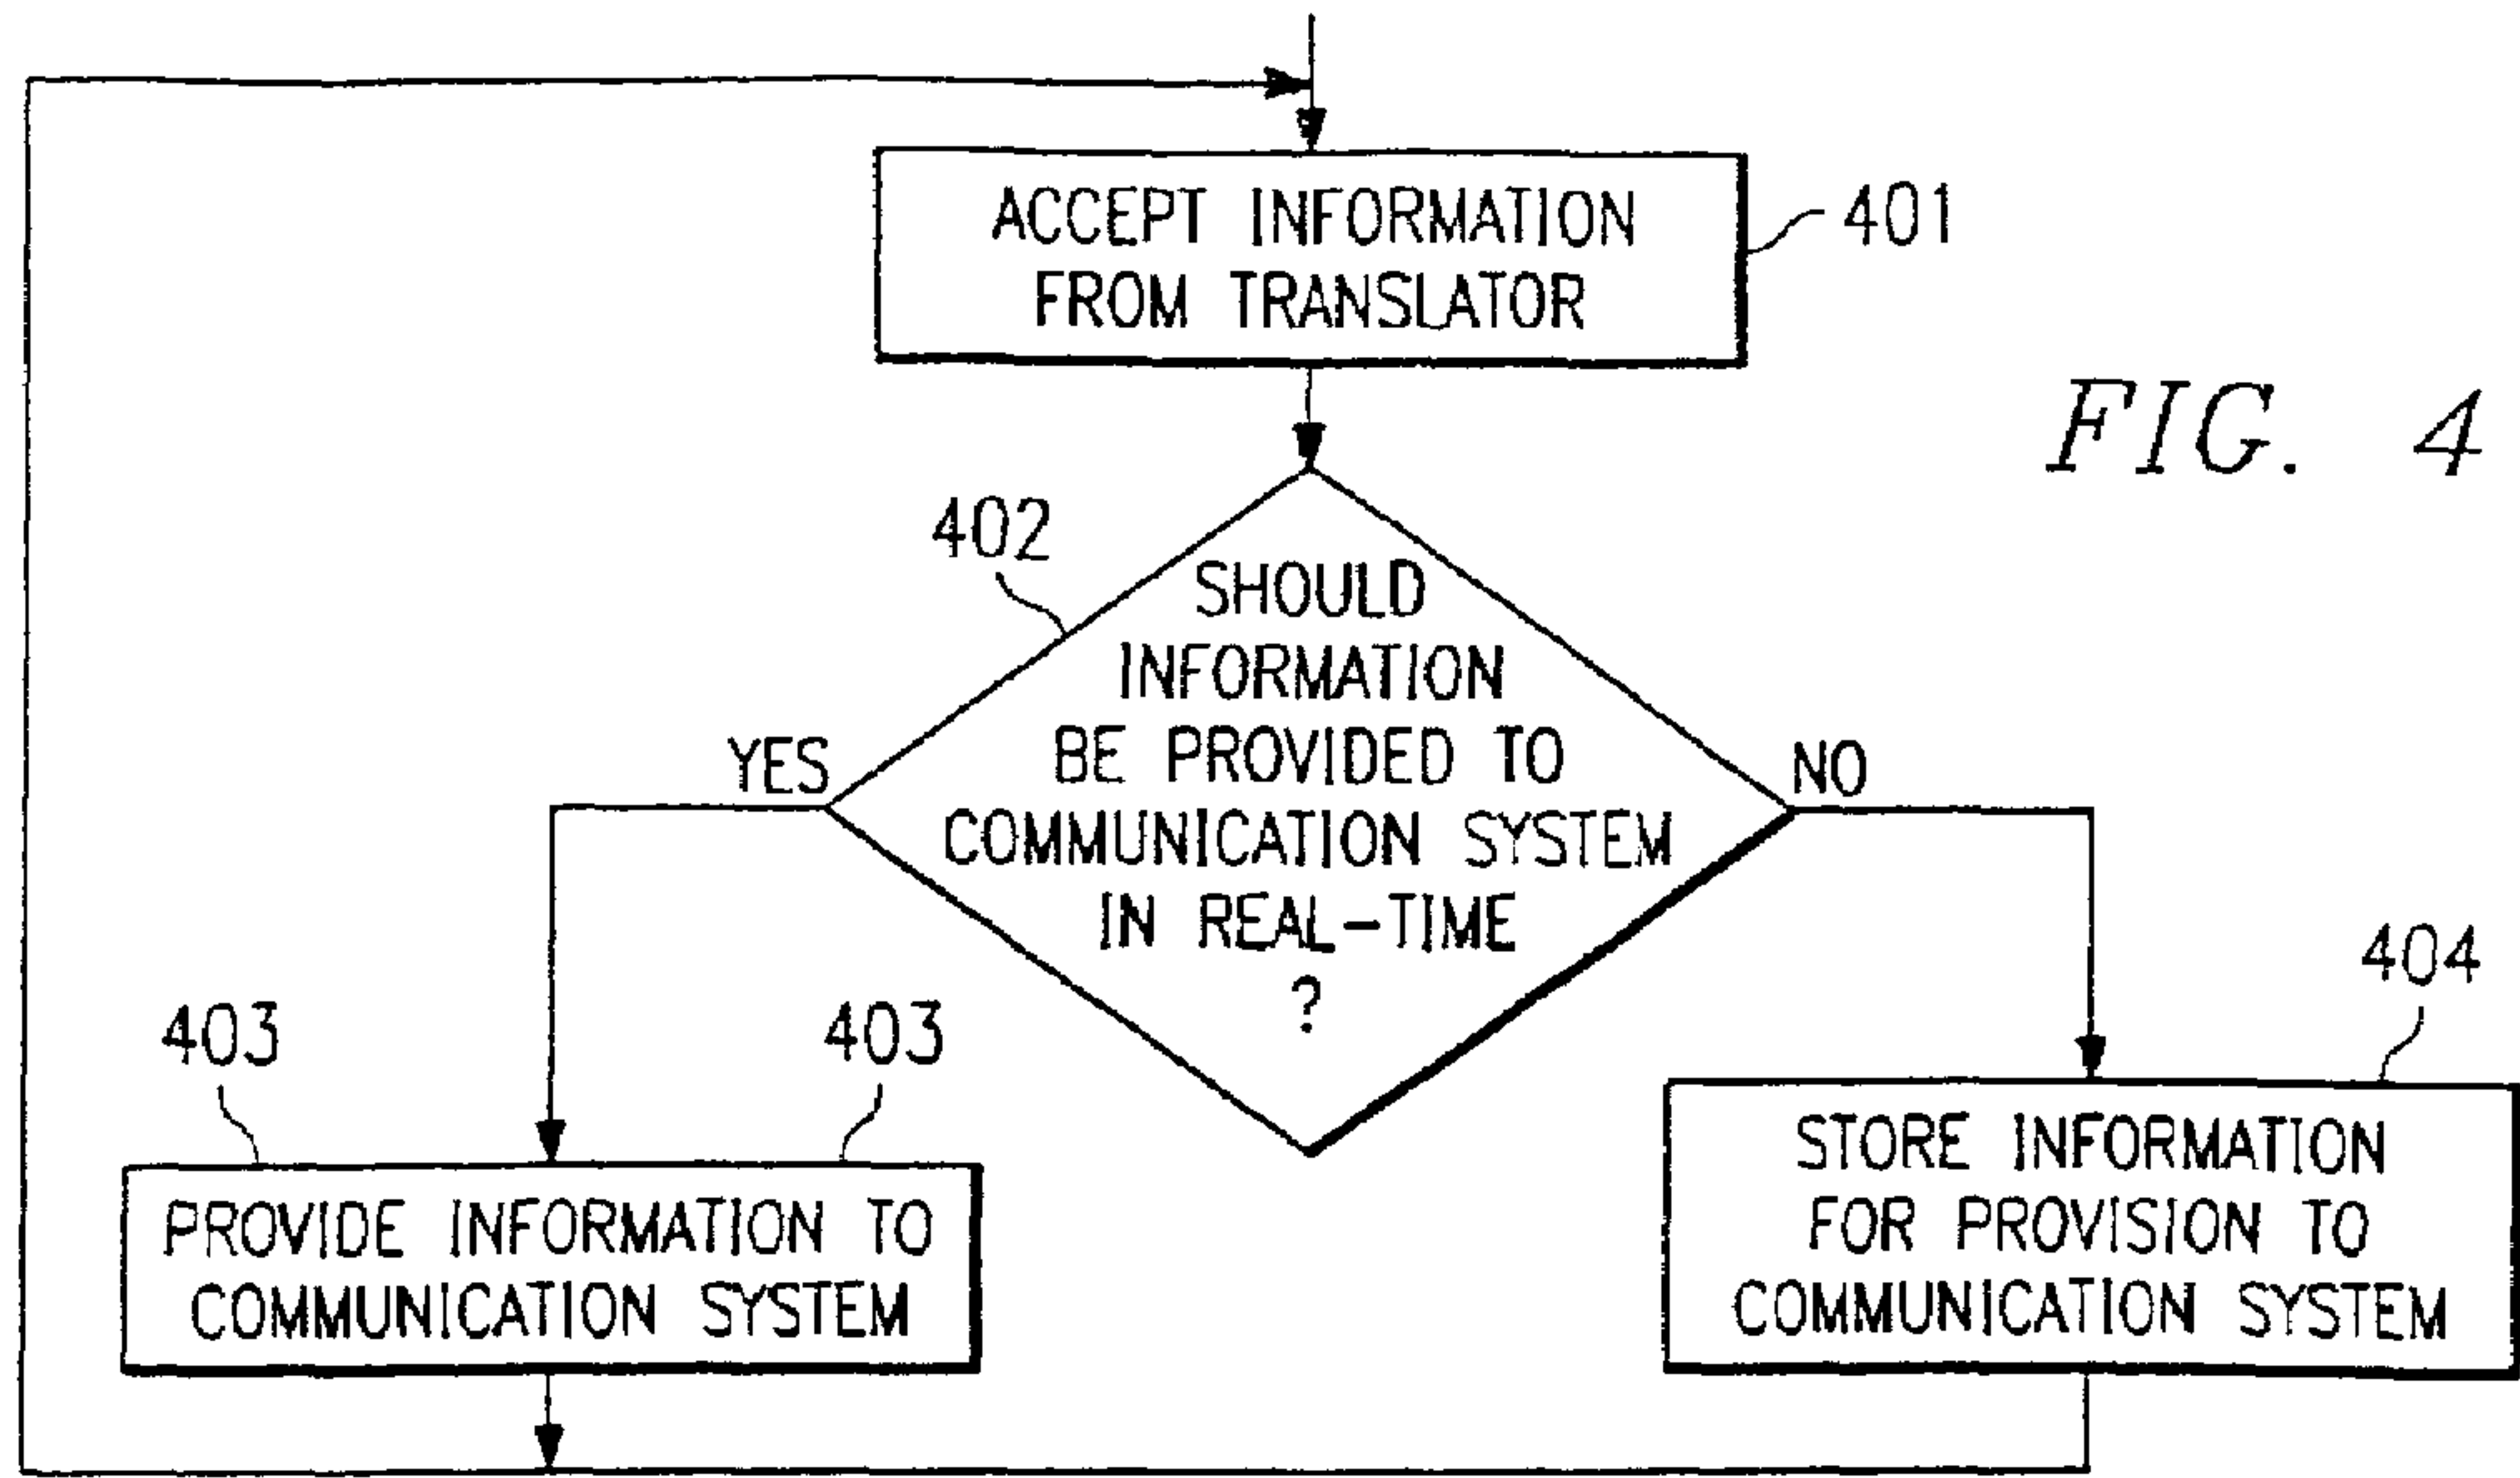 ACCEPT INFORMATION
FROM TRANSLATOR
401
FIG. 4
402
SHOULD
INFORMATION
BE PROVIDED TO
COMMUNICATION SYSTEM
IN REAL-TIME
?
YES
NO
403
403
404
PROVIDE INFORMATION TO
COMMUNICATION SYSTEM
STORE INFORMATION
FOR PROVISION TO
COMMUNICATION SYSTEM